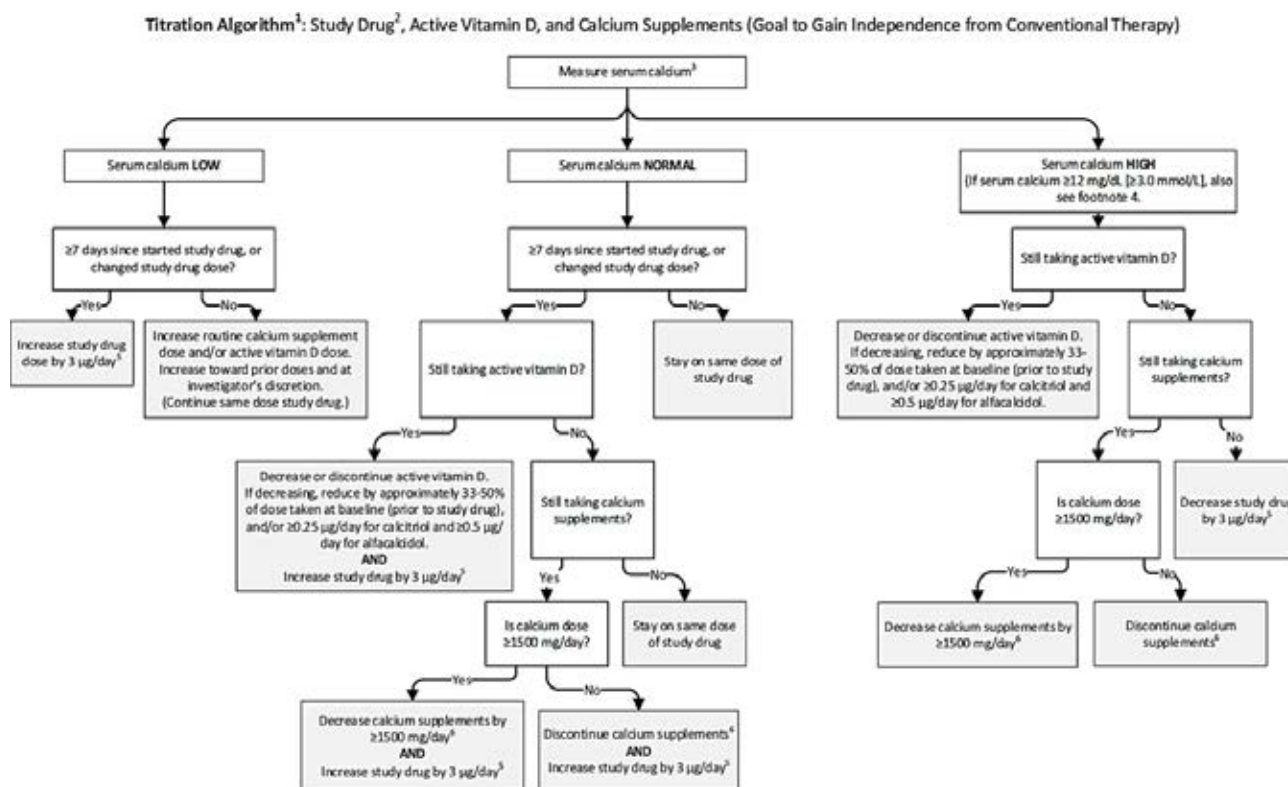 Titration Algorithm¹: Study Drug², Active Vitamin D, and Calcium Supplements (Goal to Gain Independence from Conventional Therapy)
Measure serum calcium³
Serum calcium LOW
Serum calcium NORMAL
Serum calcium HIGH
(If serum calcium ≥12 mg/dL [≥3.0 mmol/L], also
see footnote 4.
≥7 days since started study drug, or
changed study drug dose?
≥7 days since started study drug, or
changed study drug dose?
Still taking active vitamin D?
Yes
No
Yes
No
Yes
No
Increase study drug
dose by 3 µg/day⁵
Increase routine calcium supplement
dose and/or active vitamin D dose.
Increase toward prior doses and at
investigator's discretion.
(Continue same dose study drug.)
Still taking active vitamin D?
Stay on same dose of
study drug
Decrease or discontinue active vitamin D.
If decreasing, reduce by approximately 33-
50% of dose taken at baseline (prior to study
drug), and/or ≥0.25 µg/day for calcitriol and
≥0.5 µg/day for alfacalcidol.
Still taking calcium
supplements?
Yes
No
Yes
No
Decrease or discontinue active vitamin D.
If decreasing, reduce by approximately 33-50%
of dose taken at baseline (prior to study drug),
and/or ≥0.25 µg/day for calcitriol and ≥0.5 µg/
day for alfacalcidol.
AND
Increase study drug by 3 µg/day⁵
Still taking calcium
supplements?
Is calcium dose
≥1500 mg/day?
Decrease study drug
by 3 µg/day⁵
Yes
No
Yes
No
Is calcium dose
≥1500 mg/day?
Stay on same dose
of study drug
Decrease calcium supplements by
≥1500 mg/day⁶
Discontinue calcium
supplements⁶
Yes
No
Decrease calcium supplements by
≥1500 mg/day⁶
AND
Increase study drug by 3 µg/day⁵
Discontinue calcium supplements⁶
AND
Increase study drug by 3 µg/day⁵